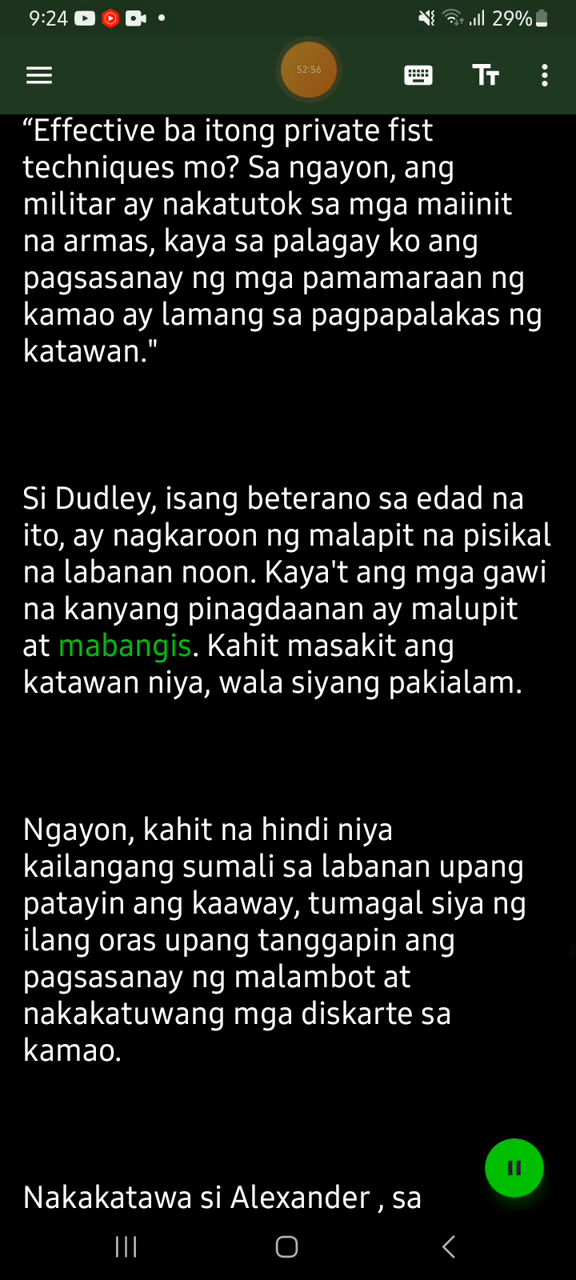 9:24
29%
52:56
“Effective ba itong private fist
techniques mo? Sa ngayon, ang
militar ay nakatutok sa mga maiinit
na armas, kaya sa palagay ko ang
pagsasanay ng mga pamamaraan ng
kamao ay lamang sa pagpapalakas ng
katawan."
Si Dudley, isang beterano sa edad na
ito, ay nagkaroon ng malapit na pisikal
na labanan noon. Kaya't ang mga gawi
na kanyang pinagdaanan ay malupit
at mabangis. Kahit masakit ang
katawan niya, wala siyang pakialam.
Ngayon, kahit na hindi niya
kailangang sumali sa labanan upang
patayin ang kaaway, tumagal siya ng
ilang oras upang tanggapin ang
pagsasanay ng malambot at
nakakatuwang mga diskarte sa
kamao.
Nakakatawa si Alexander , sa